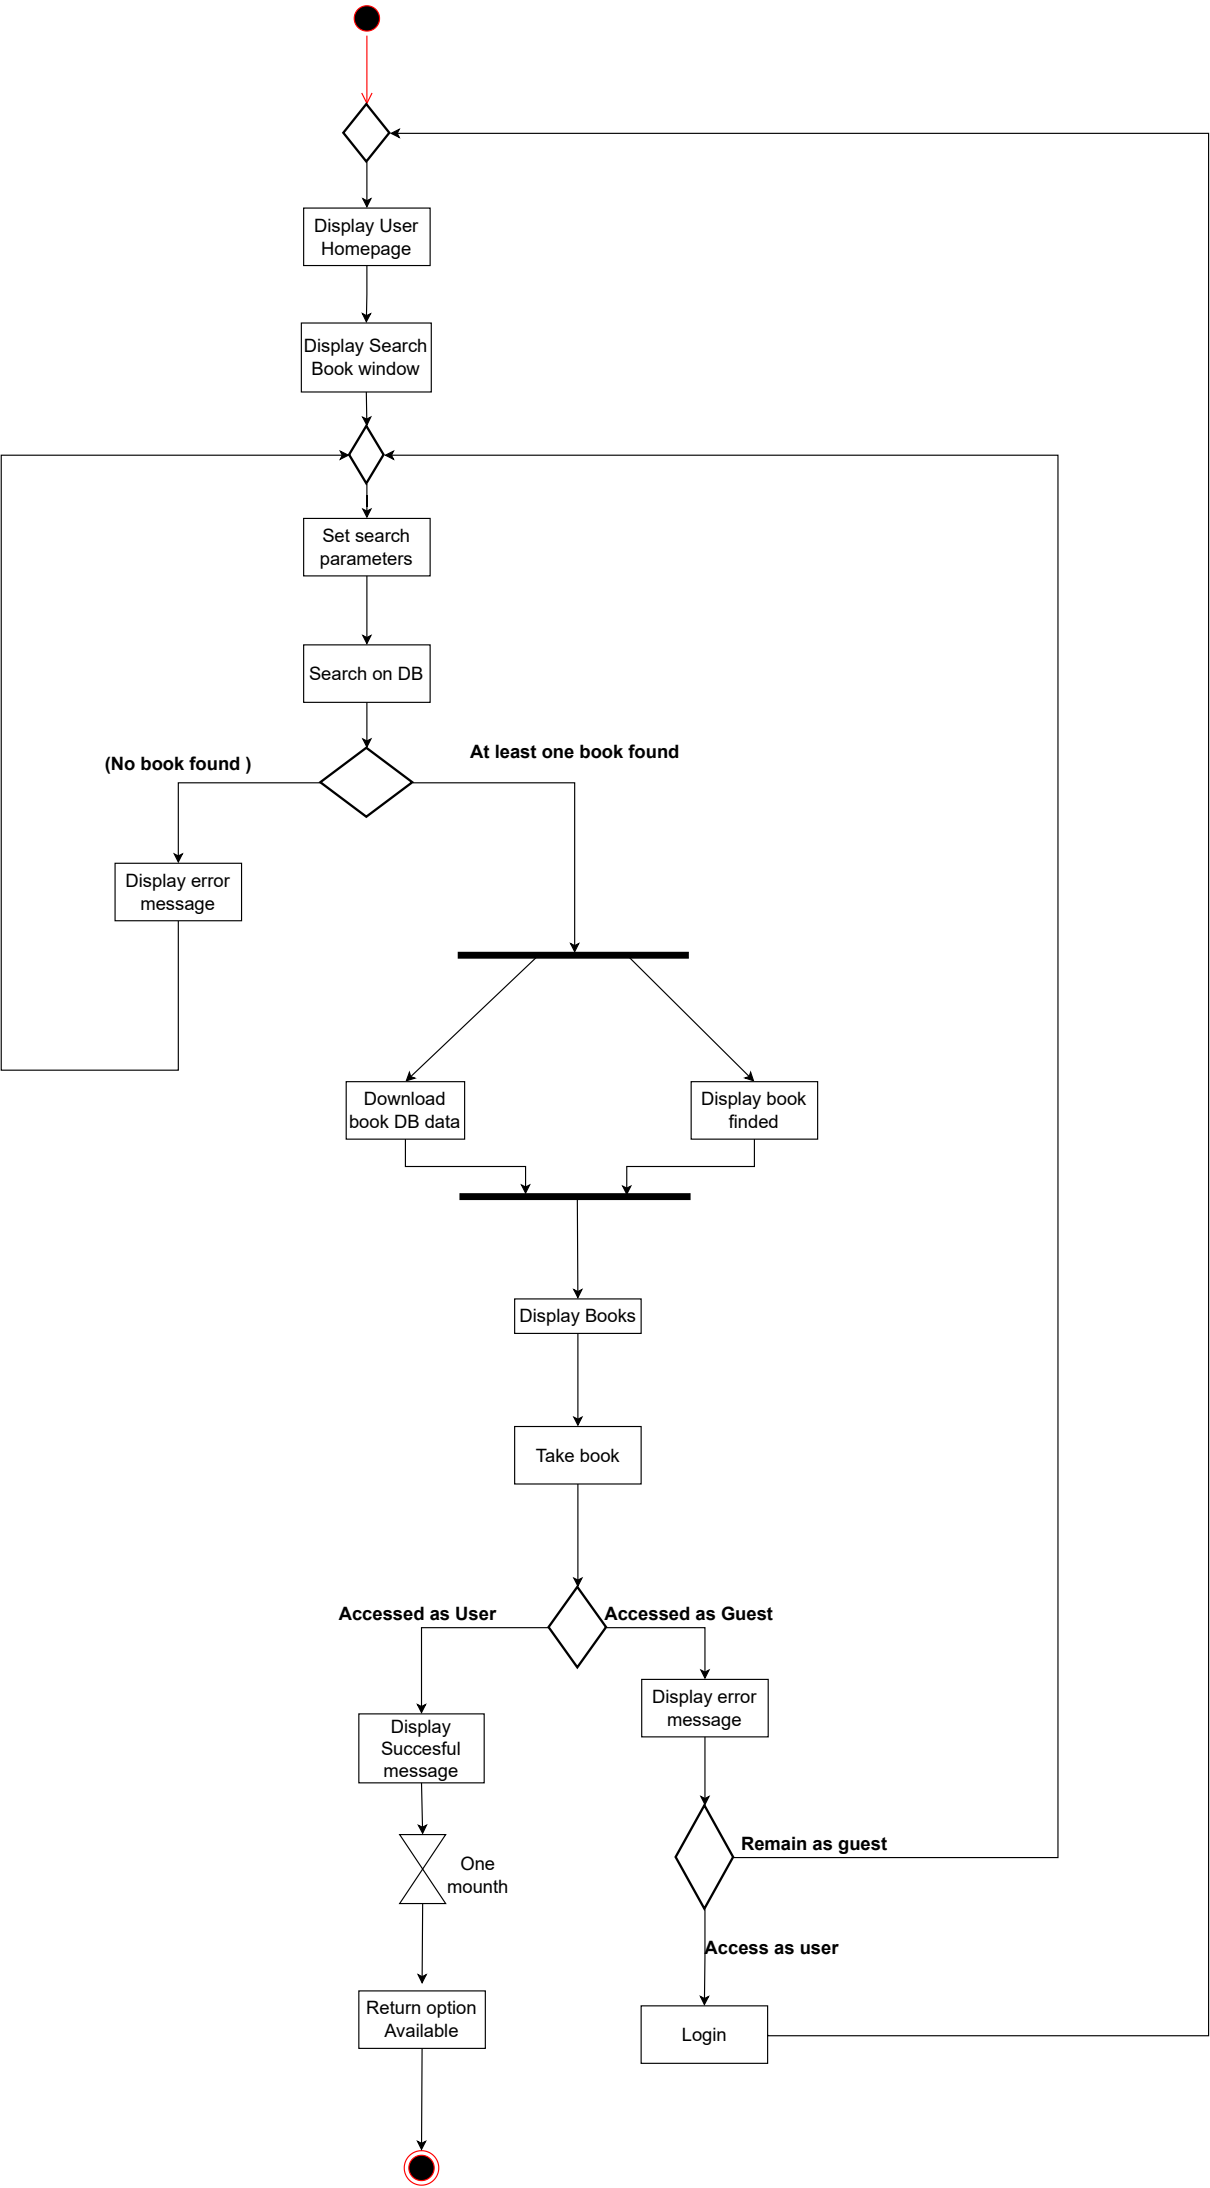 Display User
Homepage
Display Search
Book window
Set search
parameters
Search on DB
(No book found )
At least one book found
Display error
message
Download
book DB data
Display book
finded
Display Books
Take book
Accessed as User
Accessed as Guest
Display
Succesful
message
Display error
message
One
mounth
Remain as guest
Access as user
Return option
Available
Login